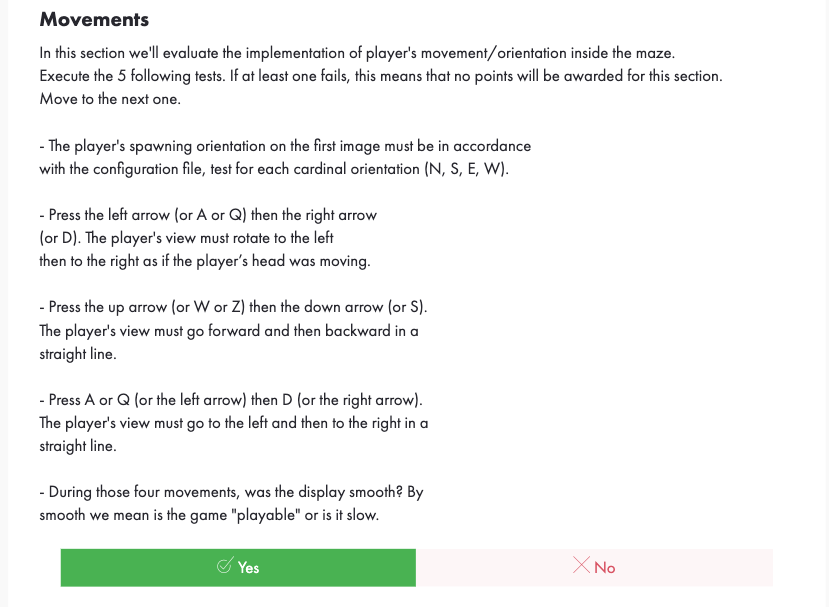 Movements
In this section we'll evaluate the implementation of player's movement/orientation inside the maze.
Execute the 5 following tests. If at least one fails, this means that no points will be awarded for this section.
Move to the next one.
- The player's spawning orientation on the first image must be in accordance
with the configuration file, test for each cardinal orientation (N, S, E, W).
- Press the left arrow (or A or Q) then the right arrow
(or D). The player's view must rotate to the left
then to the right as if the player’s head was moving.
- Press the up arrow (or W or Z) then the down arrow (or S).
The player's view must go forward and then backward in a
straight line.
- Press A or Q (or the left arrow) then D (or the right arrow).
The player's view must go to the left and then to the right in a
straight line.
- During those four movements, was the display smooth? By
smooth we mean is the game "playable" or is it slow.
Yes
No